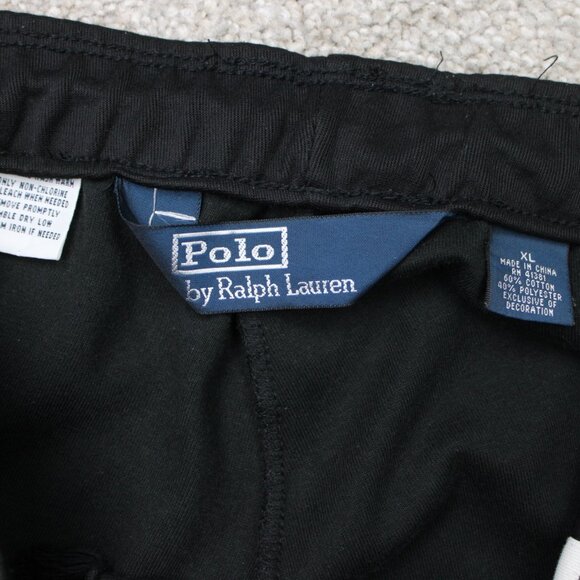 ONLY NON-CHLORINE
BLEACH WHEN NEEDED
REMOVE PROMPTLY
TUMBLE DRY LOW
IRON IF NEEDED
Polo
by Ralph Lauren
XL
MADE IN CHINA
RN 41381
60% COTTON
40% POLYESTER
EXCLUSIVE OF
DECORATION